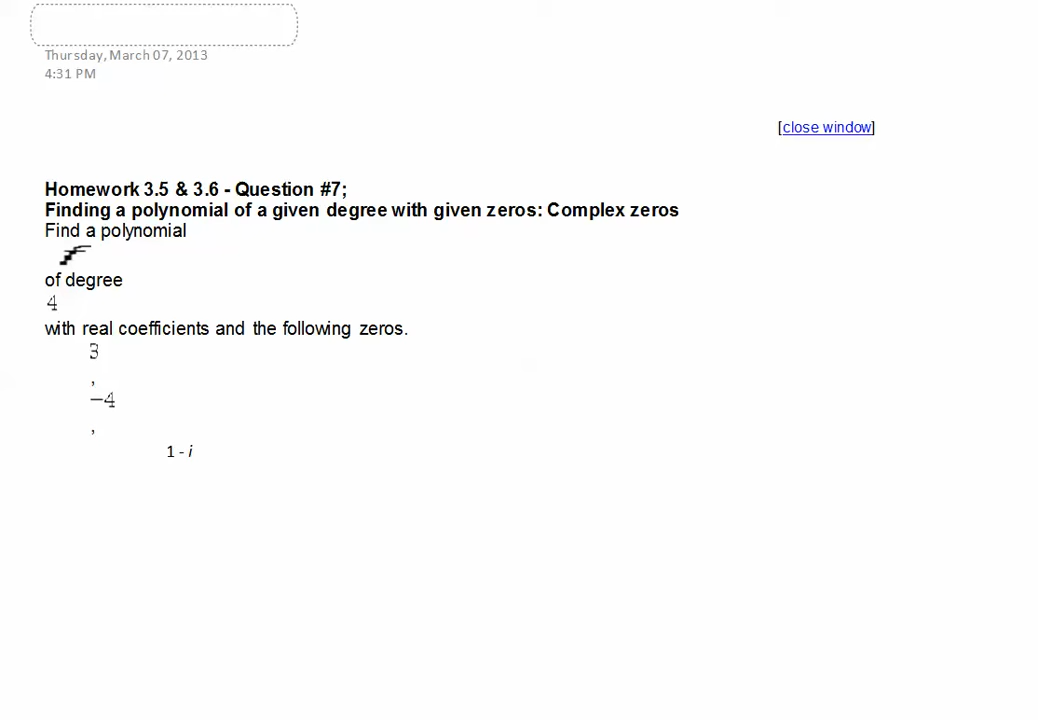 Thursday, March 07, 2013
4:31 PM
[close window]
Homework 3.5 & 3.6 - Question #7;
Finding a polynomial of a given degree with given zeros: Complex zeros
Find a polynomial
f
of degree
4
with real coefficients and the following zeros.
3
,
−4
,
1 - i